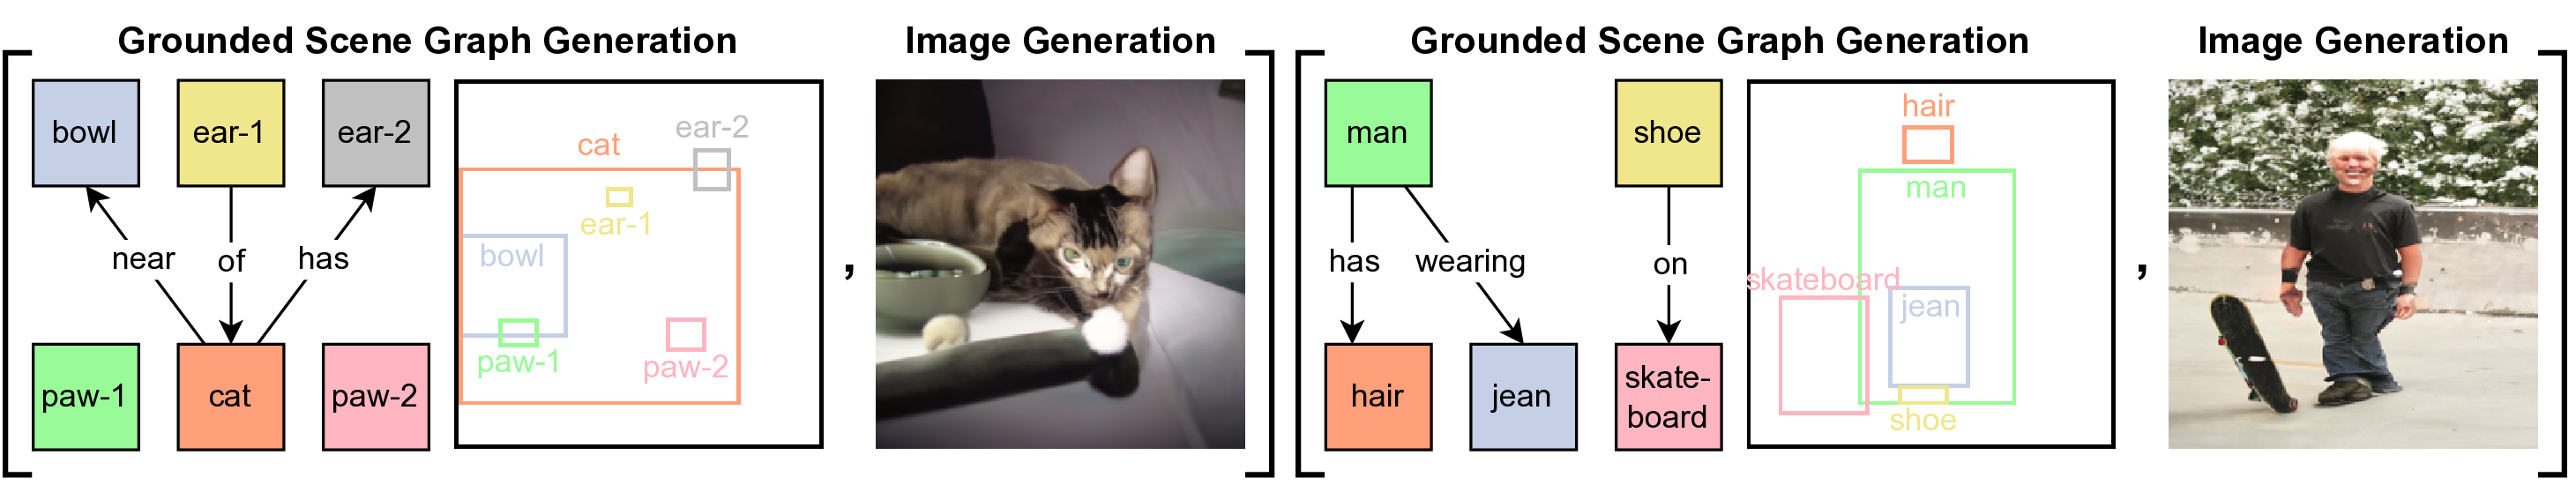 Grounded Scene Graph Generation
Image Generation
bowl
ear-1
ear-2
near
of
has
paw-1
cat
paw-2
cat
ear-2
ear-1
bowl
paw-1
paw-2
,
Grounded Scene Graph Generation
Image Generation
man
shoe
has
wearing
on
hair
jean
skate-
board
hair
man
skateboard
jean
shoe
,